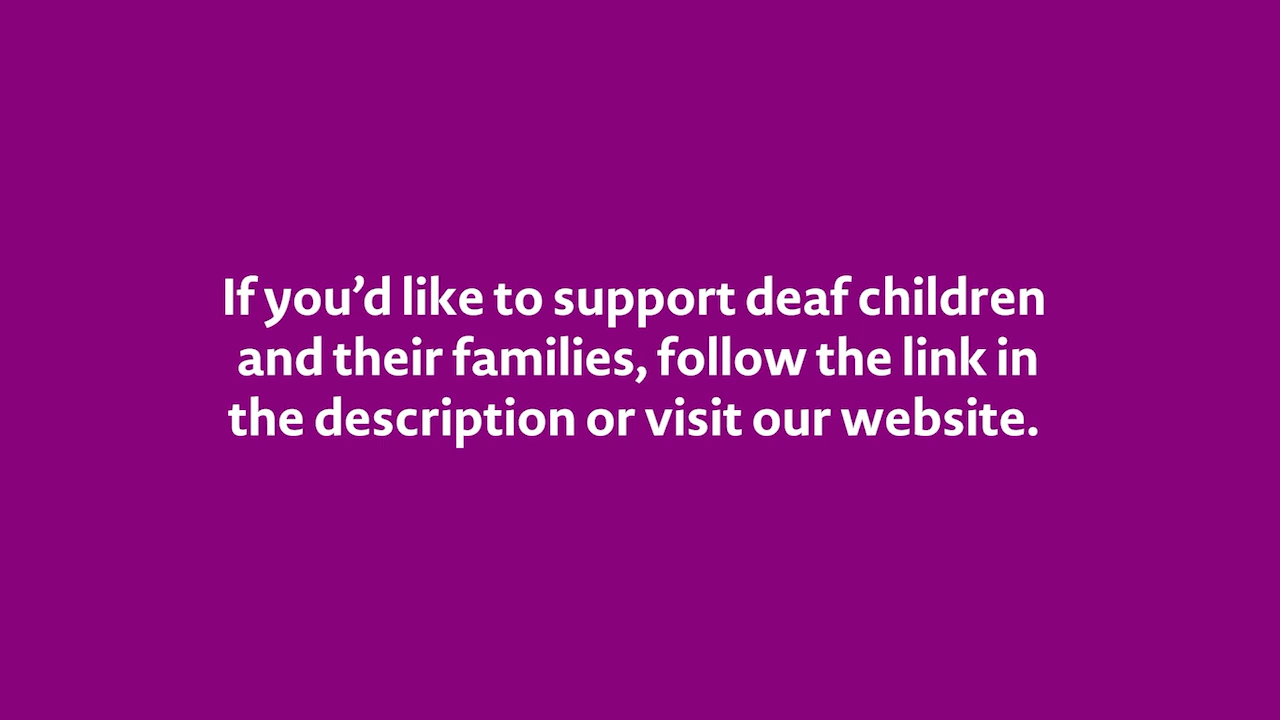 If you’d like to support deaf children
and their families, follow the link in
the description or visit our website.